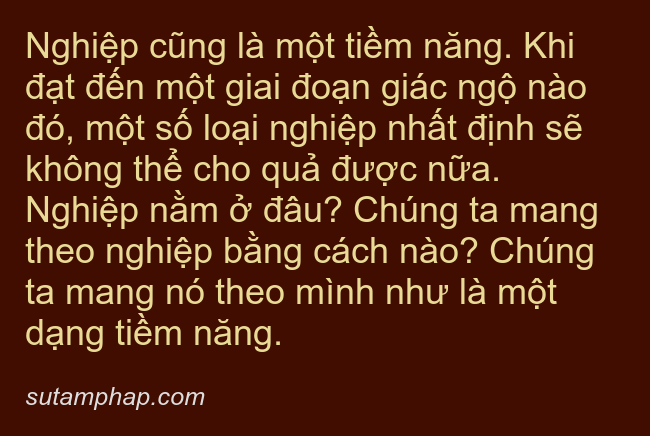 Nghiệp cũng là một tiềm năng. Khi
đạt đến một giai đoạn giác ngộ nào
đó, một số loại nghiệp nhất định sẽ
không thể cho quả được nữa.
Nghiệp nằm ở đâu? Chúng ta mang
theo nghiệp bằng cách nào? Chúng
ta mang nó theo mình như là một
dạng tiềm năng.
sutamphap.com